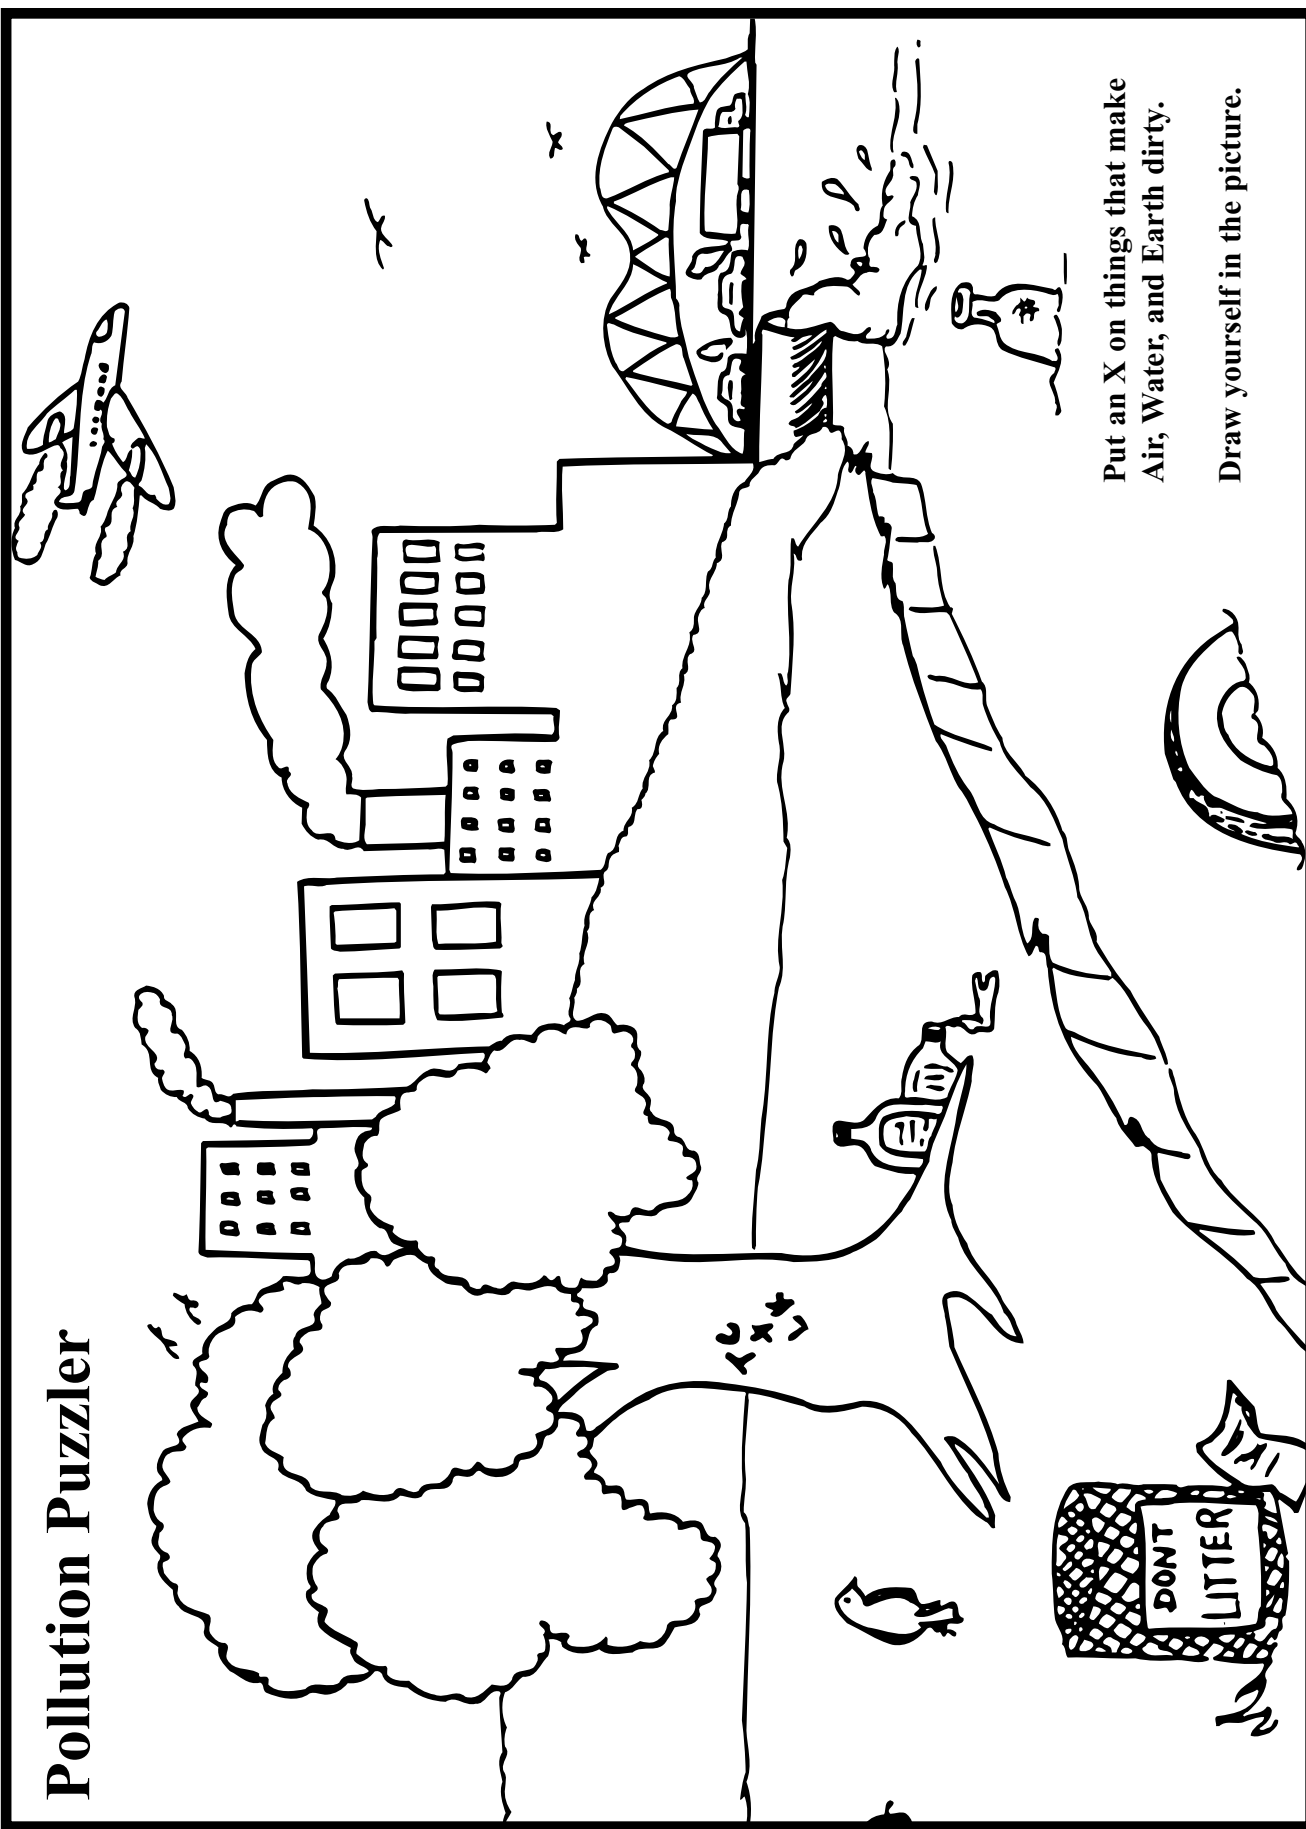 Pollution Puzzler
DONT
LITTER
Put an X on things that make
Air, Water, and Earth dirty.
Draw yourself in the picture.